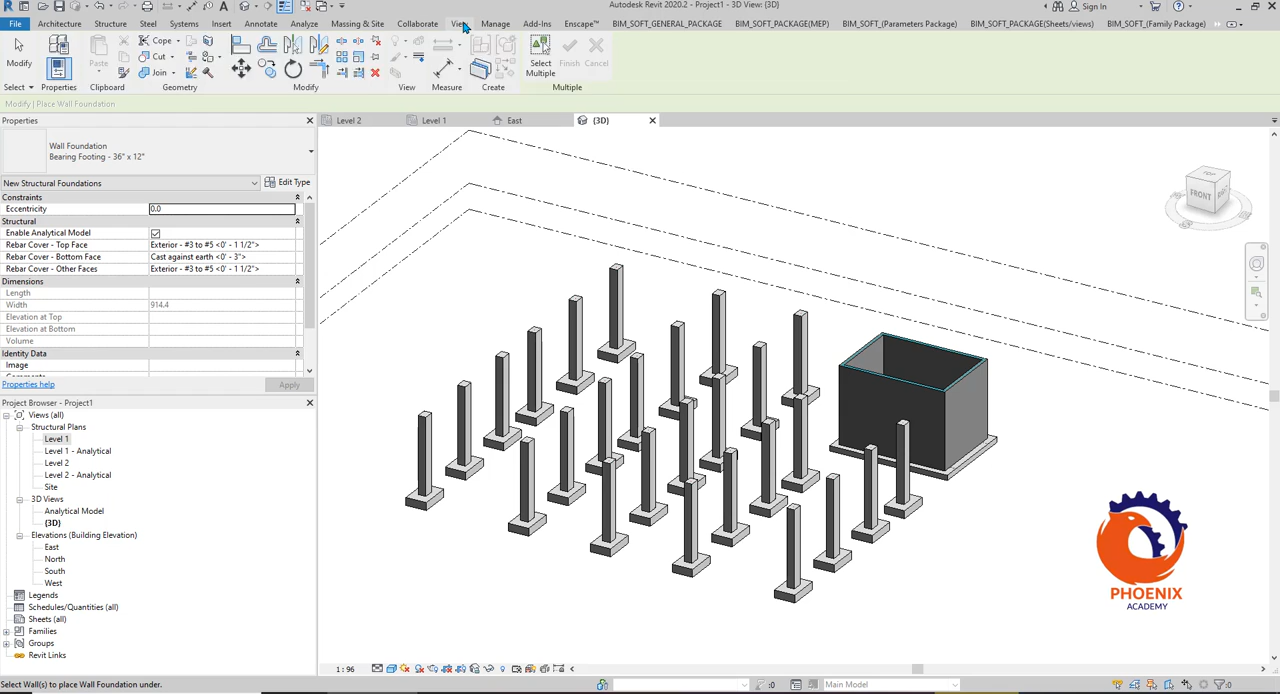 Autodesk Revit 2020.2 - Project1 - 3D View: {3D}
Sign In
File Architecture Structure Steel Systems Insert Annotate Analyze Massing & Site Collaborate View Manage Add-Ins Enscape™ BIM_SOFT_GENERAL_PACKAGE BIM_SOFT_PACKAGE(MEP) BIM_SOFT_(Parameters Package) BIM_SOFT_PACKAGE(Sheets/views) BIM_SOFT_(Family Package)
Modify
Paste
Cope
Cut
Join
Select Multiple
Finish
Cancel
Select Properties Clipboard Geometry Modify View Measure Create Multiple
Modify | Place Wall Foundation
Properties
Level 2 Level 1 East {3D}
Wall Foundation
Bearing Footing - 36" x 12"
New Structural Foundations Edit Type
Constraints
Eccentricity 0.0
Structural
Enable Analytical Model
Rebar Cover - Top Face Exterior - #3 to #5 <0' - 1 1/2">
Rebar Cover - Bottom Face Cast against earth <0' - 3">
Rebar Cover - Other Faces Exterior - #3 to #5 <0' - 1 1/2">
Dimensions
Length
Width 914.4
Elevation at Top
Elevation at Bottom
Volume
Identity Data
Image
Properties help Apply
Project Browser - Project1
Views (all)
Structural Plans
Level 1
Level 1 - Analytical
Level 2
Level 2 - Analytical
Site
3D Views
Analytical Model
{3D}
Elevations (Building Elevation)
East
North
South
West
Legends
Schedules/Quantities (all)
Sheets (all)
Families
Groups
Revit Links
TOP
FRONT
PHOENIX
ACADEMY
1 : 96
Select Wall(s) to place Wall Foundation under. :0 Main Model :0